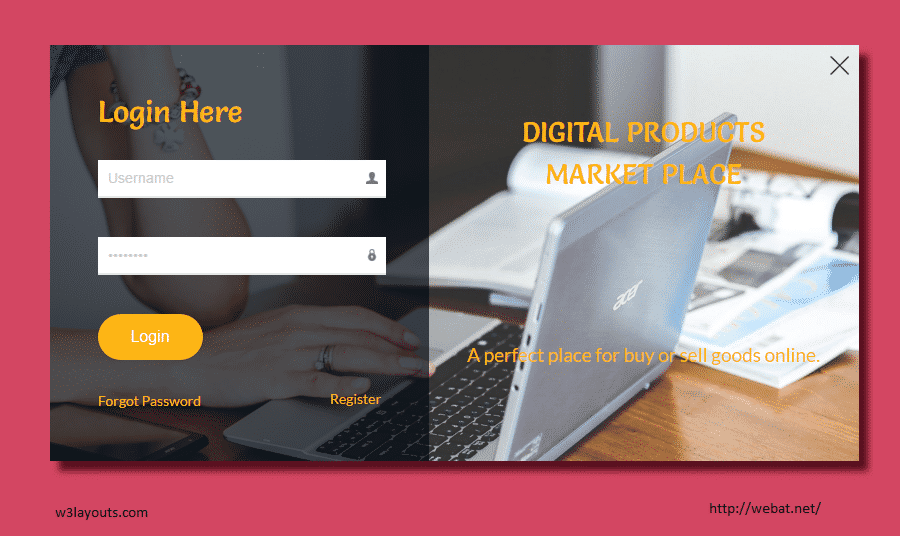 Login Here
Username
••••••••
Login
Forgot Password
Register
DIGITAL PRODUCTS
MARKET PLACE
acer
A perfect place for buy or sell goods online.
w3layouts.com
http://webat.net/